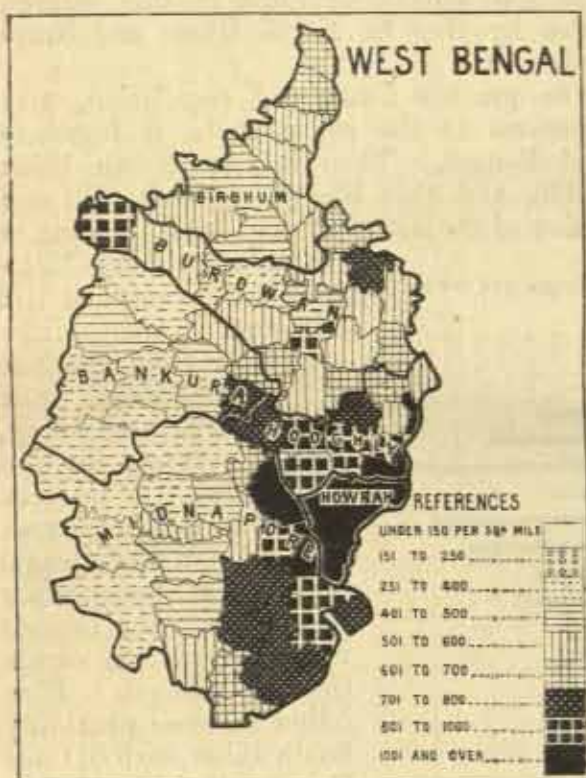 WEST BENGAL
BIRBHUM
BURDWAN
BANKURA
HOOGHLY
HOWRAH
MIDNAPORE
REFERENCES
UNDER 150 PER SQR MILE
151 TO 250
251 TO 400
401 TO 500
501 TO 600
601 TO 700
701 TO 800
801 TO 1000
1001 AND OVER